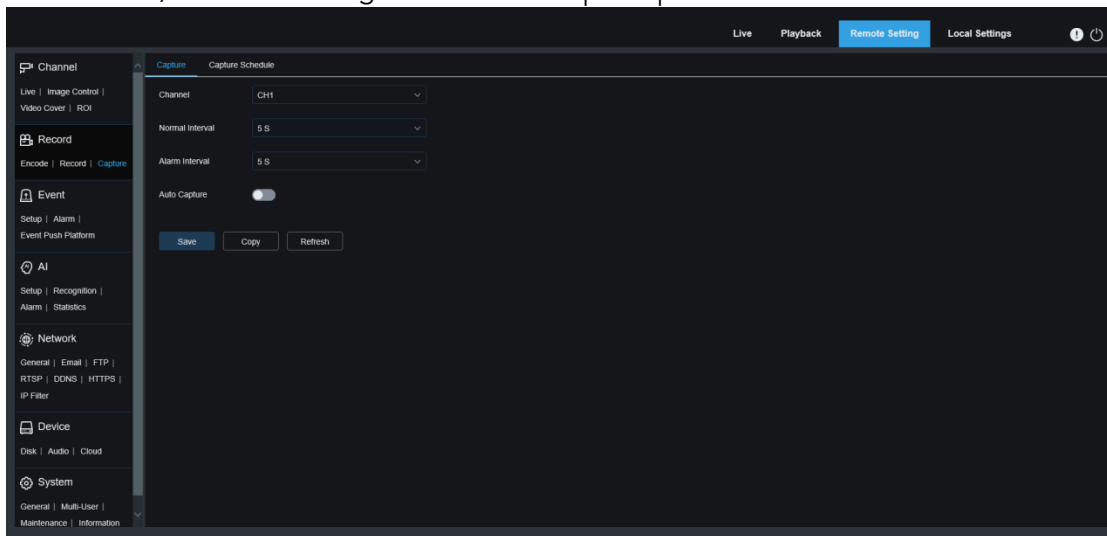 Live Playback Remote Setting Local Settings
Channel
Live | Image Control |
Video Cover | ROI
Record
Encode | Record | Capture
Event
Setup | Alarm |
Event Push Platform
AI
Setup | Recognition |
Alarm | Statistics
Network
General | Email | FTP |
RTSP | DDNS | HTTPS |
IP Filter
Device
Disk | Audio | Cloud
System
General | Multi-User |
Maintenance | Information
Capture Capture Schedule
Channel CH1
Normal Interval 5 S
Alarm Interval 5 S
Auto Capture
Save Copy Refresh